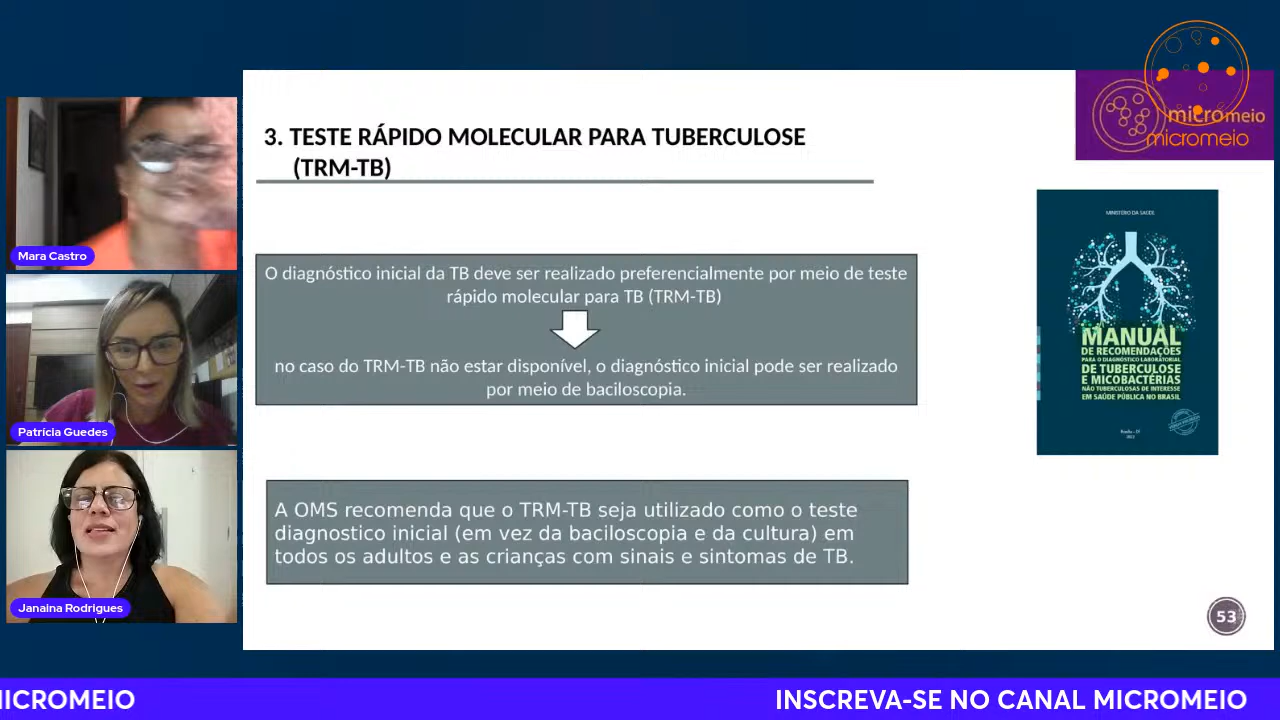 micromeio
micromeio
3. TESTE RÁPIDO MOLECULAR PARA TUBERCULOSE
(TRM-TB)
O diagnóstico inicial da TB deve ser realizado preferencialmente por meio de teste
rápido molecular para TB (TRM-TB)
no caso do TRM-TB não estar disponível, o diagnóstico inicial pode ser realizado
por meio de baciloscopia.
A OMS recomenda que o TRM-TB seja utilizado como o teste
diagnostico inicial (em vez da baciloscopia e da cultura) em
todos os adultos e as crianças com sinais e sintomas de TB.
MINISTÉRIO DA SAÚDE
MANUAL
DE RECOMENDAÇÕES
PARA O DIAGNÓSTICO LABORATORIAL
DE TUBERCULOSE
E MICOBACTÉRIAS
NÃO TUBERCULOSAS DE INTERESSE
EM SAÚDE PÚBLICA NO BRASIL
53
Mara Castro
Patrícia Guedes
Janaina Rodrigues
MICROMEIO
INSCREVA-SE NO CANAL MICROMEIO